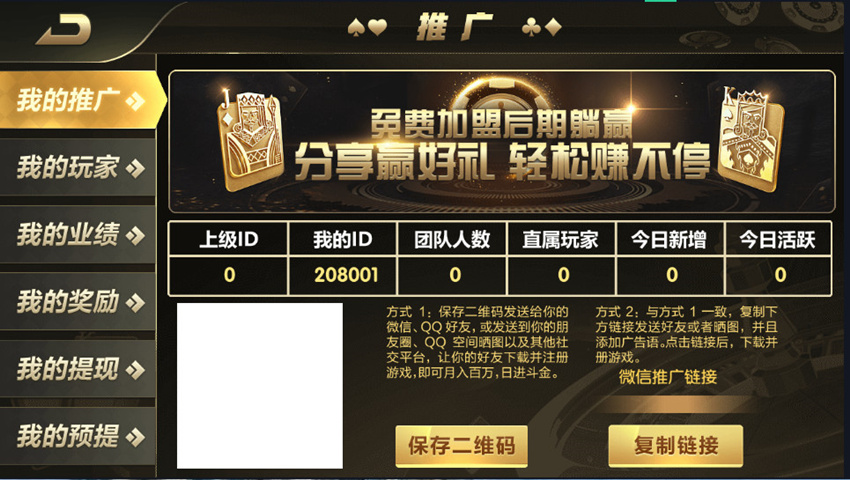 推广
我的推广
我的玩家
我的业绩
我的奖励
我的提现
我的预提
J
K
免费加盟后期躺赢
分享赢好礼 轻松赚不停
上级ID 我的ID 团队人数 直属玩家 今日新增 今日活跃
0 208001 0 0 0 0
方式 1：保存二维码发送给你的
微信、QQ 好友，或发送到你的朋
友圈、QQ 空间晒图以及其他社
交平台，让你的好友下载并注册
游戏，即可月入百万，日进斗金。
方式 2：与方式 1 一致，复制下
方链接发送好友或者晒图，并且
添加广告语。点击链接后，下载并
册游戏。
微信推广链接
保存二维码
复制链接